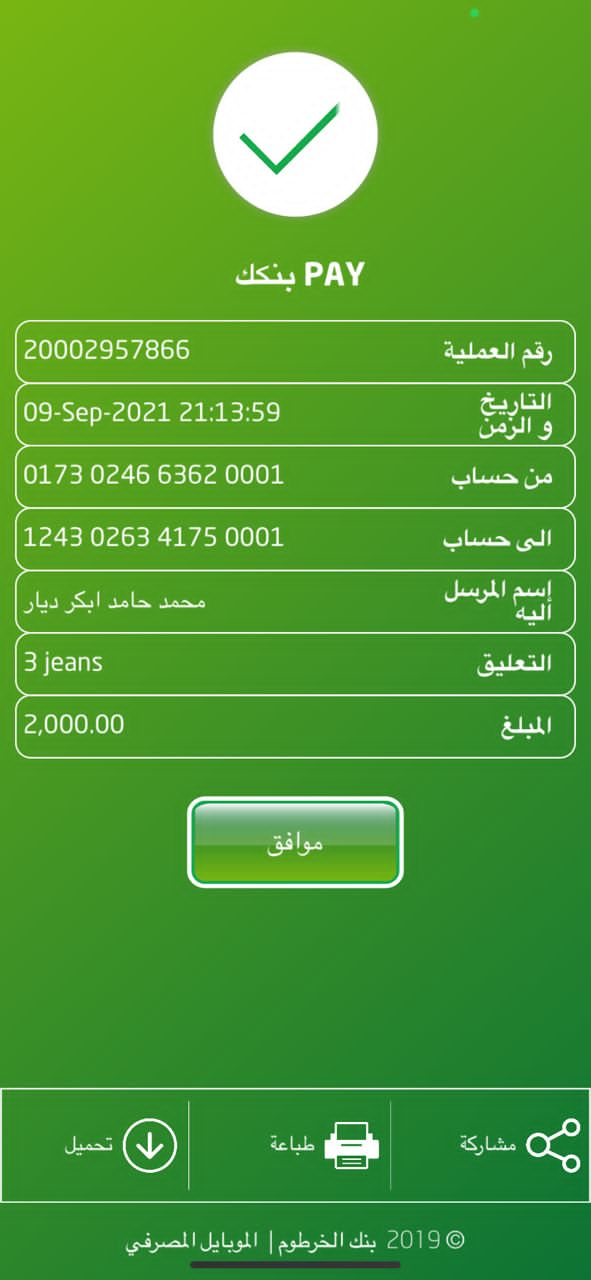 PAY بنكك
رقم العملية 20002957866
التاريخ و الزمن 09-Sep-2021 21:13:59
من حساب 0173 0246 6362 0001
الى حساب 1243 0263 4175 0001
إسم المرسل أليه محمد حامد ابكر ديار
التعليق 3 jeans
المبلغ 2,000.00
موافق
مشاركة
طباعة
تحميل
© 2019 بنك الخرطوم | الموبايل المصرفي